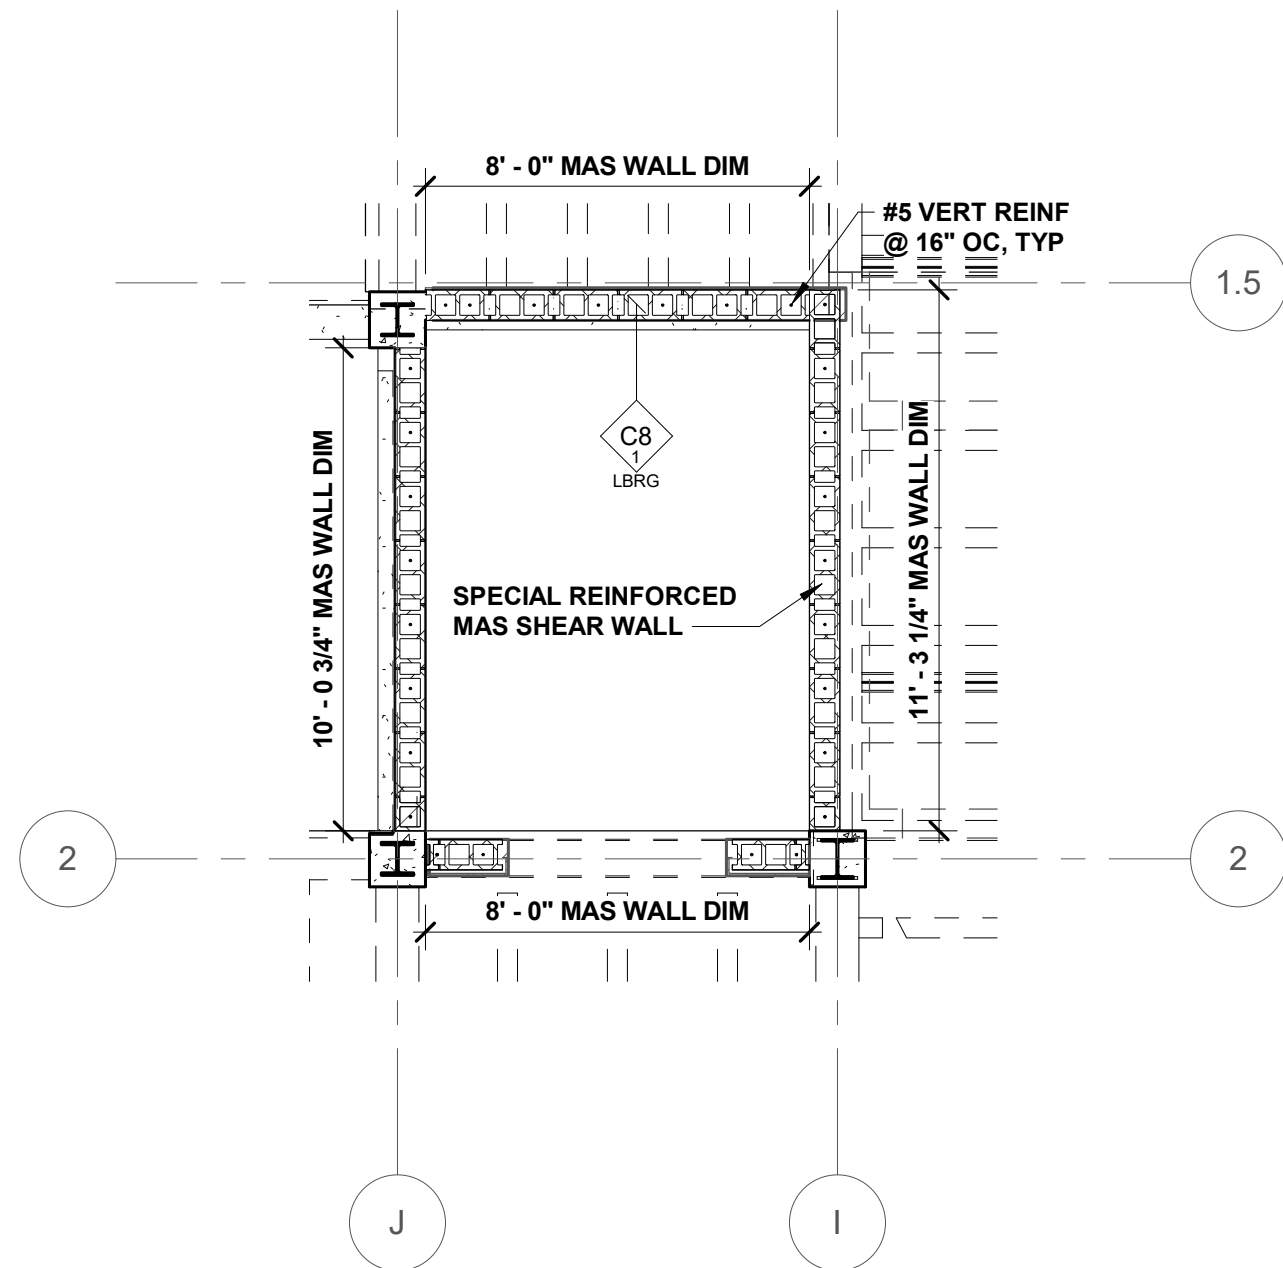 8' - 0" MAS WALL DIM
#5 VERT REINF
@ 16" OC, TYP
1.5
C8
1
LBRG
10' - 0 3/4" MAS WALL DIM
11' - 3 1/4" MAS WALL DIM
SPECIAL REINFORCED
MAS SHEAR WALL
2
2
8' - 0" MAS WALL DIM
J
I